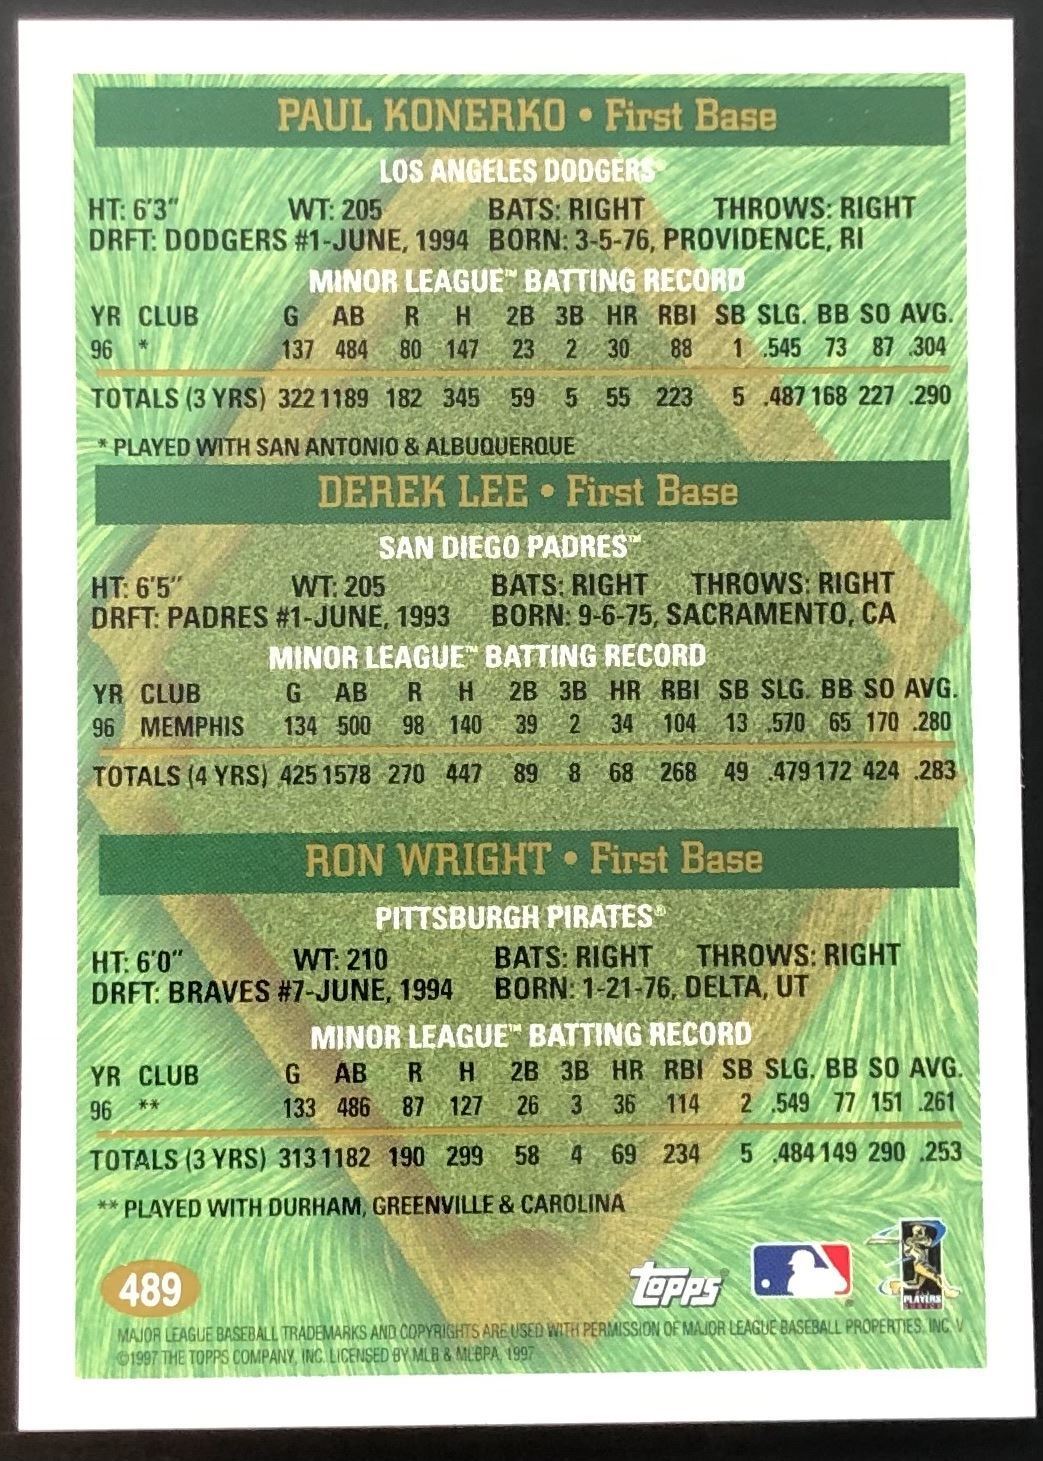 PAUL KONERKO • First Base
LOS ANGELES DODGERS®
HT: 6'3" WT: 205 BATS: RIGHT THROWS: RIGHT
DRFT: DODGERS #1-JUNE, 1994 BORN: 3-5-76, PROVIDENCE, RI
MINOR LEAGUE™ BATTING RECORD
YR CLUB G AB R H 2B 3B HR RBI SB SLG. BB SO AVG.
96 * 137 484 80 147 23 2 30 88 1 .545 73 87 .304
TOTALS (3 YRS) 322 1189 182 345 59 5 55 223 5 .487 168 227 .290
* PLAYED WITH SAN ANTONIO & ALBUQUERQUE
DEREK LEE • First Base
SAN DIEGO PADRES™
HT: 6'5" WT: 205 BATS: RIGHT THROWS: RIGHT
DRFT: PADRES #1-JUNE, 1993 BORN: 9-6-75, SACRAMENTO, CA
MINOR LEAGUE™ BATTING RECORD
YR CLUB G AB R H 2B 3B HR RBI SB SLG. BB SO AVG.
96 MEMPHIS 134 500 98 140 39 2 34 104 13 .570 65 170 .280
TOTALS (4 YRS) 425 1578 270 447 89 8 68 268 49 .479 172 424 .283
RON WRIGHT • First Base
PITTSBURGH PIRATES®
HT: 6'0" WT: 210 BATS: RIGHT THROWS: RIGHT
DRFT: BRAVES #7-JUNE, 1994 BORN: 1-21-76, DELTA, UT
MINOR LEAGUE™ BATTING RECORD
YR CLUB G AB R H 2B 3B HR RBI SB SLG. BB SO AVG.
96 ** 133 486 87 127 26 3 36 114 2 .549 77 151 .261
TOTALS (3 YRS) 313 1182 190 299 58 4 69 234 5 .484 149 290 .253
** PLAYED WITH DURHAM, GREENVILLE & CAROLINA
489 Topps® ® PLAYERS CHOICE
MAJOR LEAGUE BASEBALL TRADEMARKS AND COPYRIGHTS ARE USED WITH PERMISSION OF MAJOR LEAGUE BASEBALL PROPERTIES, INC. V
©1997 THE TOPPS COMPANY, INC. LICENSED BY MLB & MLBPA, 1997